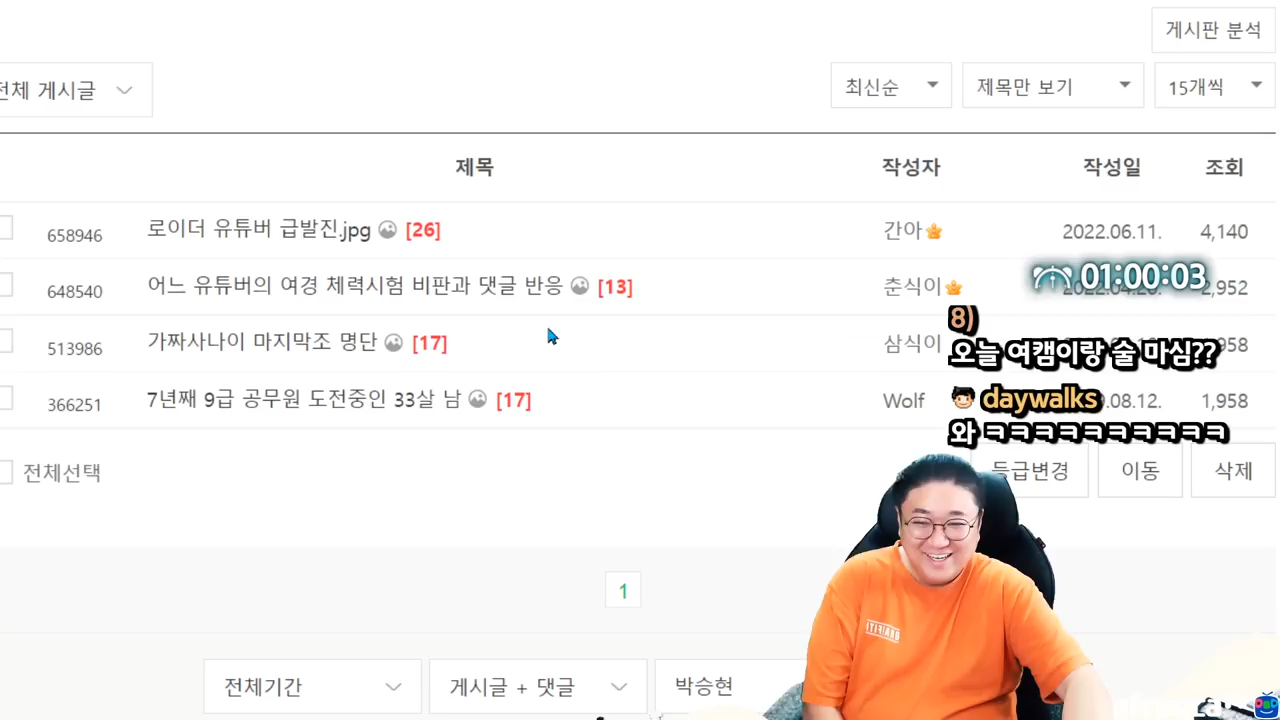 게시판 분석
전체 게시글
최신순 제목만 보기 15개씩
제목 작성자 작성일 조회
658946 로이더 유튜버 급발진.jpg [26] 간아 2022.06.11. 4,140
648540 어느 유튜버의 여경 체력시험 비판과 댓글 반응 [13] 춘식이 2,952
01:00:03
513986 가짜사나이 마지막조 명단 [17] 삼식이 958
8)
오늘 여캠이랑 술 마심??
366251 7년째 9급 공무원 도전중인 33살 남 [17] Wolf 08.12. 1,958
daywalks
와 ㅋㅋㅋㅋㅋㅋㅋㅋㅋㅋ
전체선택 등급변경 이동 삭제
1
전체기간 게시글 + 댓글 박승현